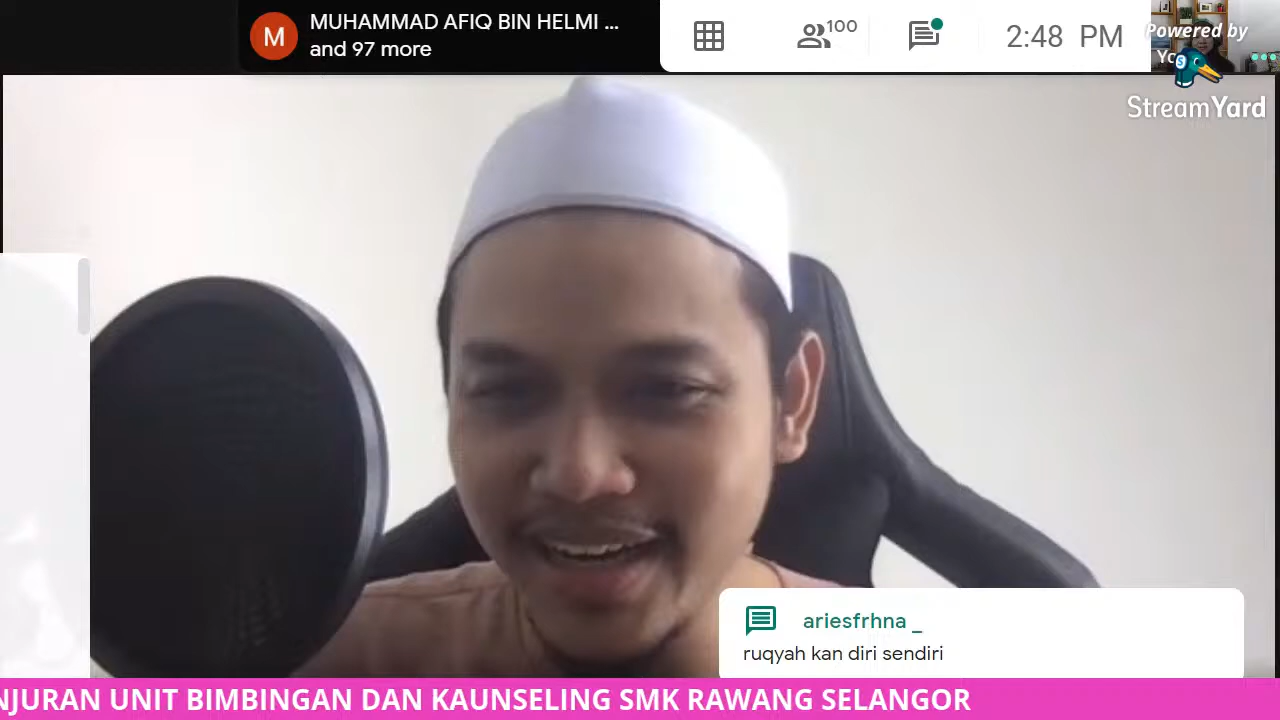 M
MUHAMMAD AFIQ BIN HELMI ...
and 97 more
100
2:48 PM
Powered by
StreamYard
ariesfrhna _
ruqyah kan diri sendiri
NJURAN UNIT BIMBINGAN DAN KAUNSELING SMK RAWANG SELANGOR